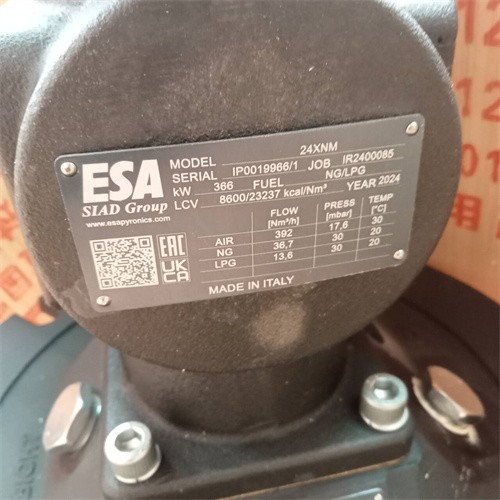 ESA
SIAD Group
www.esapyronics.com
MODEL 24XNM
SERIAL IP0019966/1 JOB IR2400085
kW 366 FUEL NG/LPG
LCV 8600/23237 kcal/Nm³ YEAR 2024
FLOW PRESS TEMP
[Nm³/h] [mbar] [°C]
AIR 392 17,6 30
NG 36,7 30 20
LPG 13,6 30 20
EAC
UK
CA
MADE IN ITALY